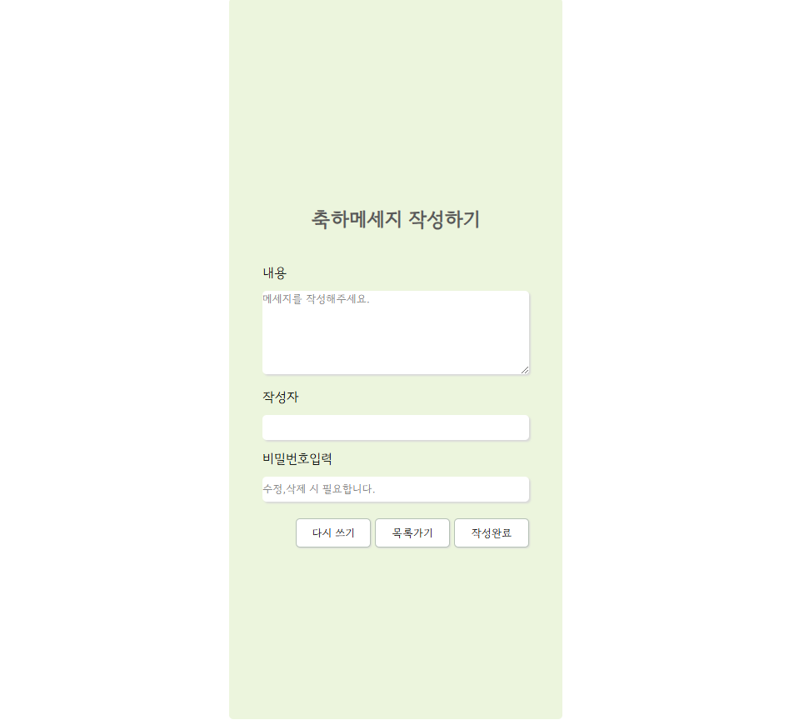 축하메세지 작성하기
내용
메세지를 작성해주세요.
작성자
비밀번호입력
수정,삭제 시 필요합니다.
다시 쓰기 목록가기 작성완료